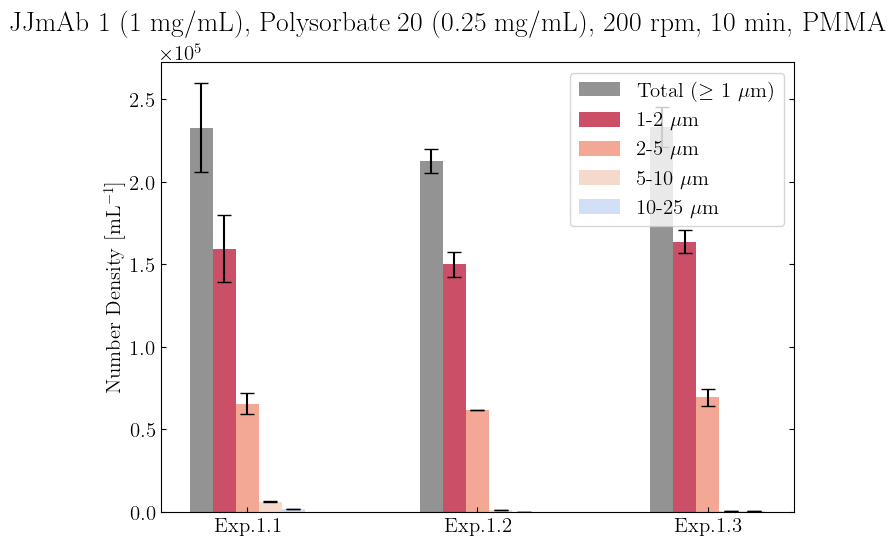 JJmAb 1 (1 mg/mL), Polysorbate 20 (0.25 mg/mL), 200 rpm, 10 min, PMMA
×10⁵
Total (≥ 1 μm)
1-2 μm
2-5 μm
5-10 μm
10-25 μm
Number Density [mL⁻¹]
2.5
2.0
1.5
1.0
0.5
0.0
Exp.1.1 Exp.1.2 Exp.1.3